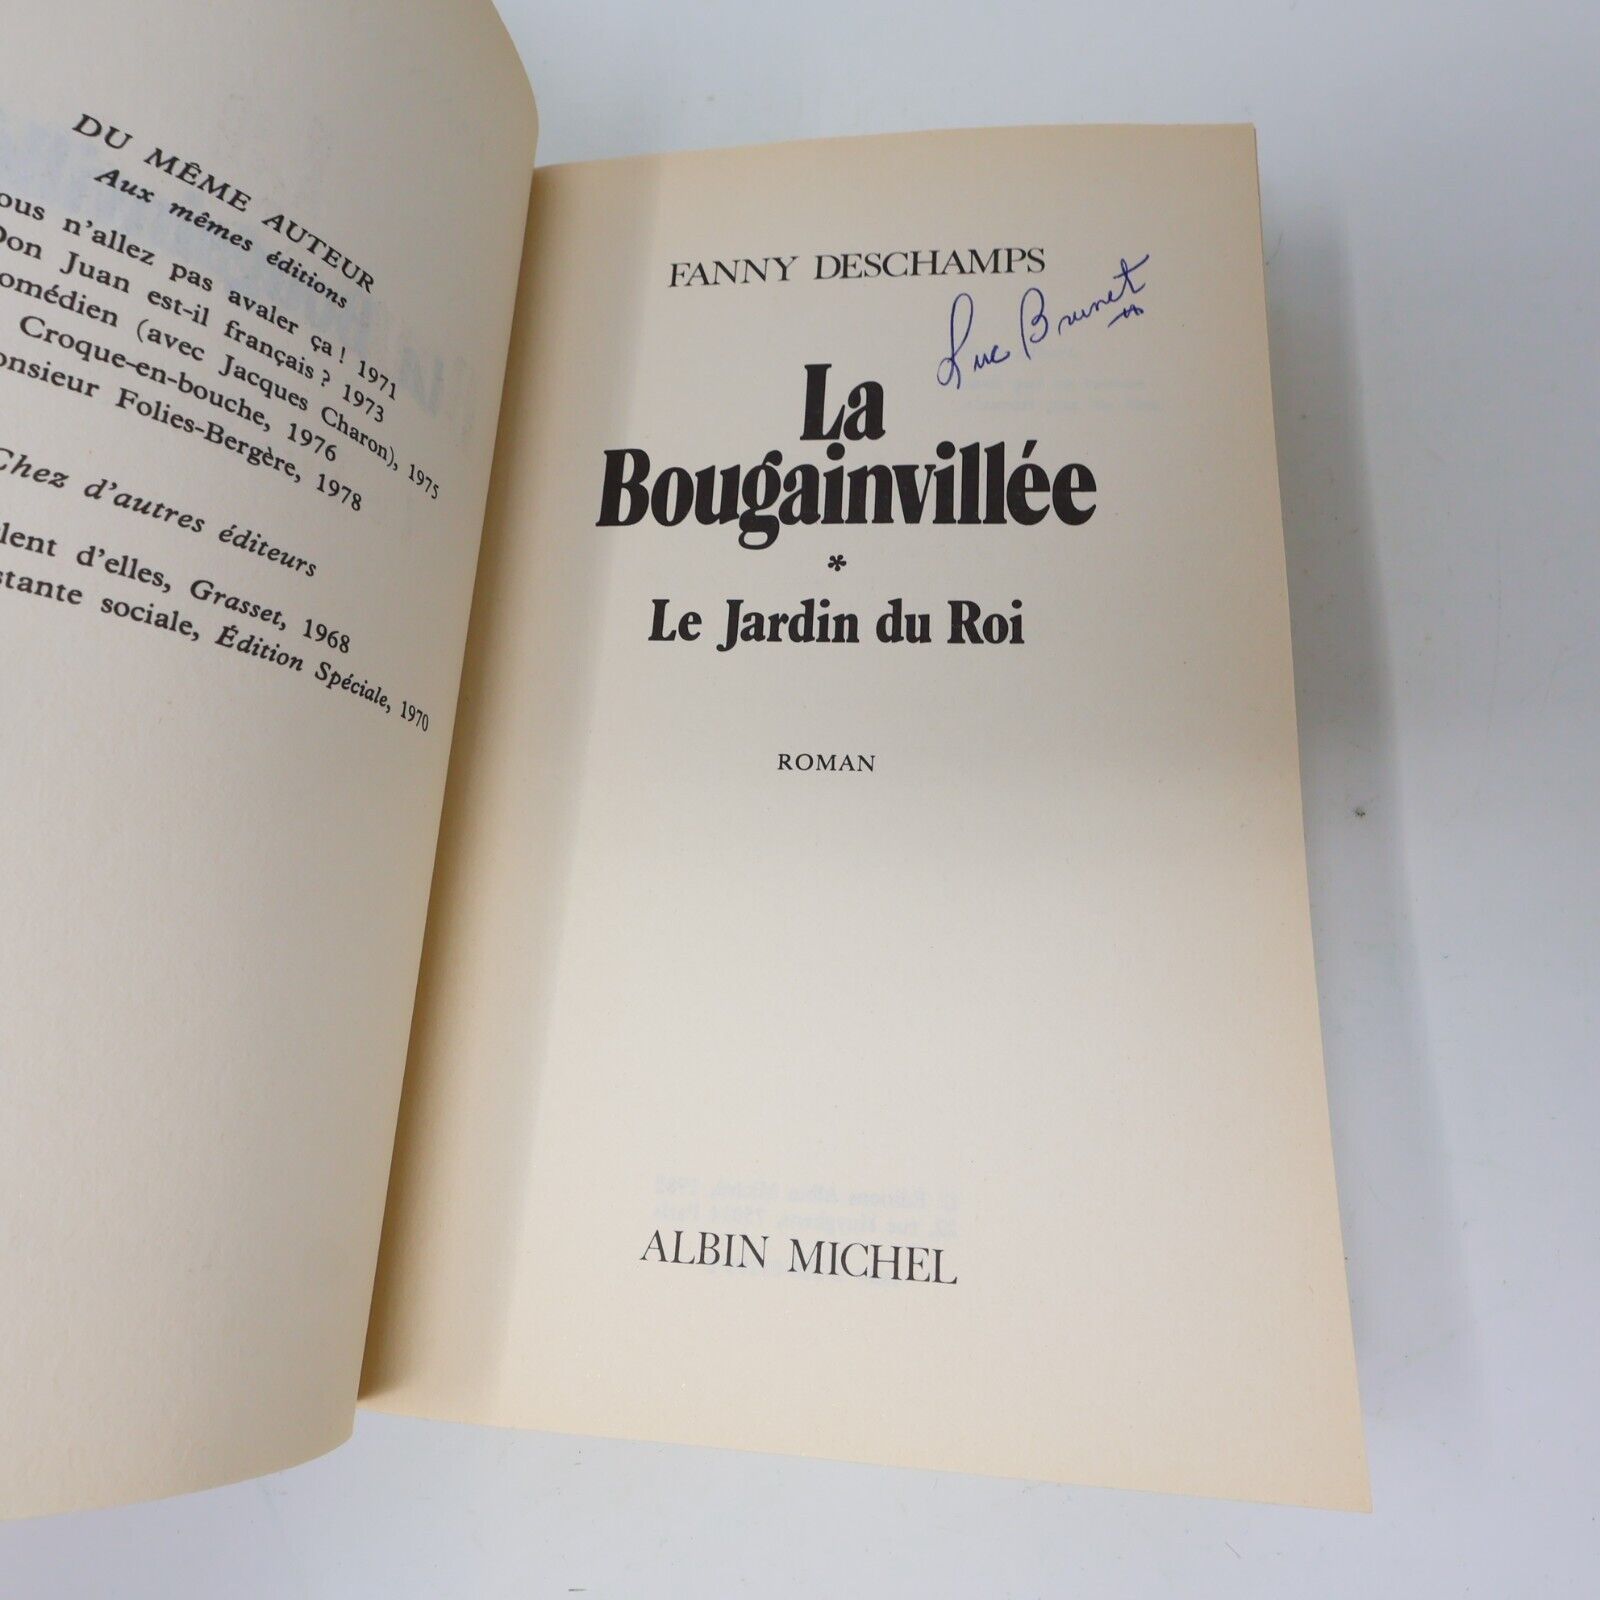 DU MÊME AUTEUR
Aux mêmes éditions
ous n'allez pas avaler ça ! 1971
Don Juan est-il français ? 1973
omédien (avec Jacques Charon), 1975
Croque-en-bouche, 1976
onsieur Folies-Bergère, 1978
Chez d'autres éditeurs
lent d'elles, Grasset, 1968
stante sociale, Édition Spéciale, 1970
FANNY DESCHAMPS
Luc Brunet
La
Bougainvillée
*
Le Jardin du Roi
ROMAN
ALBIN MICHEL